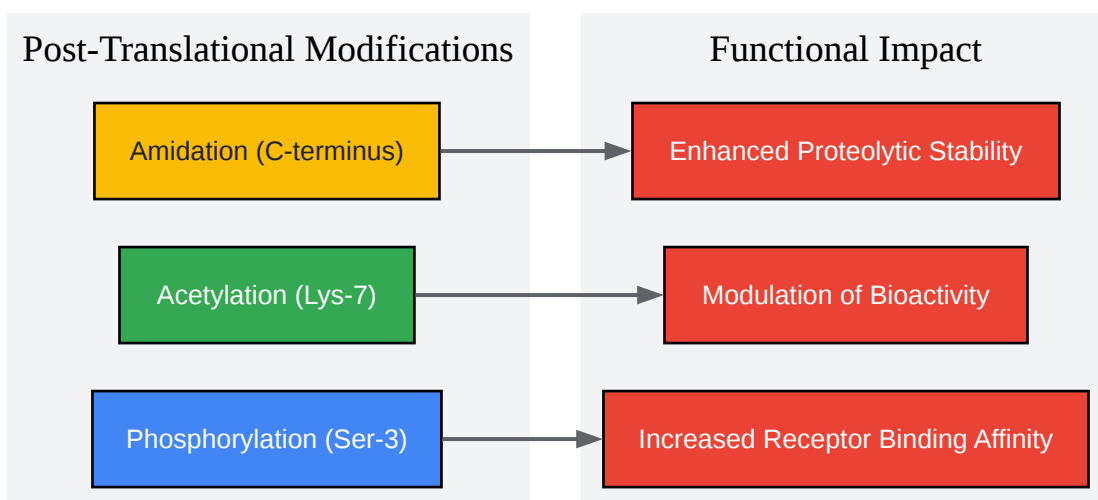 Post-Translational Modifications
Functional Impact
Amidation (C-terminus)
Enhanced Proteolytic Stability
Acetylation (Lys-7)
Modulation of Bioactivity
Phosphorylation (Ser-3)
Increased Receptor Binding Affinity